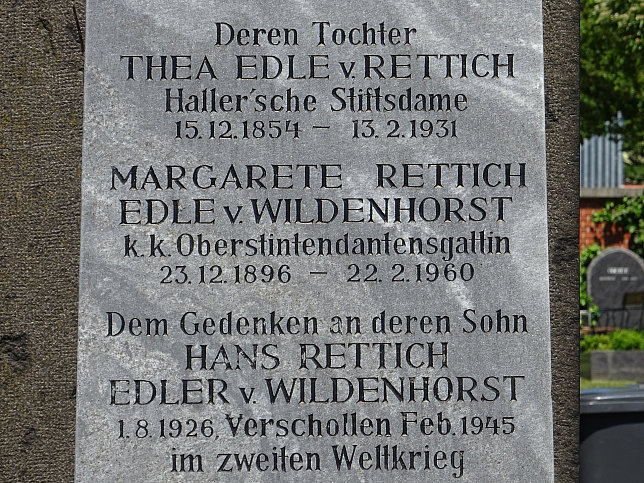 Deren Tochter
THEA EDLE v. RETTICH
Haller'sche Stiftsdame
15.12.1854 – 13.2.1931
MARGARETE RETTICH
EDLE v. WILDENHORST
k.k. Oberstintendantensgattin
23.12.1896 – 22.2.1960
Dem Gedenken an deren Sohn
HANS RETTICH
EDLER v. WILDENHORST
1.8.1926, Verschollen Feb. 1945
im zweiten Weltkrieg